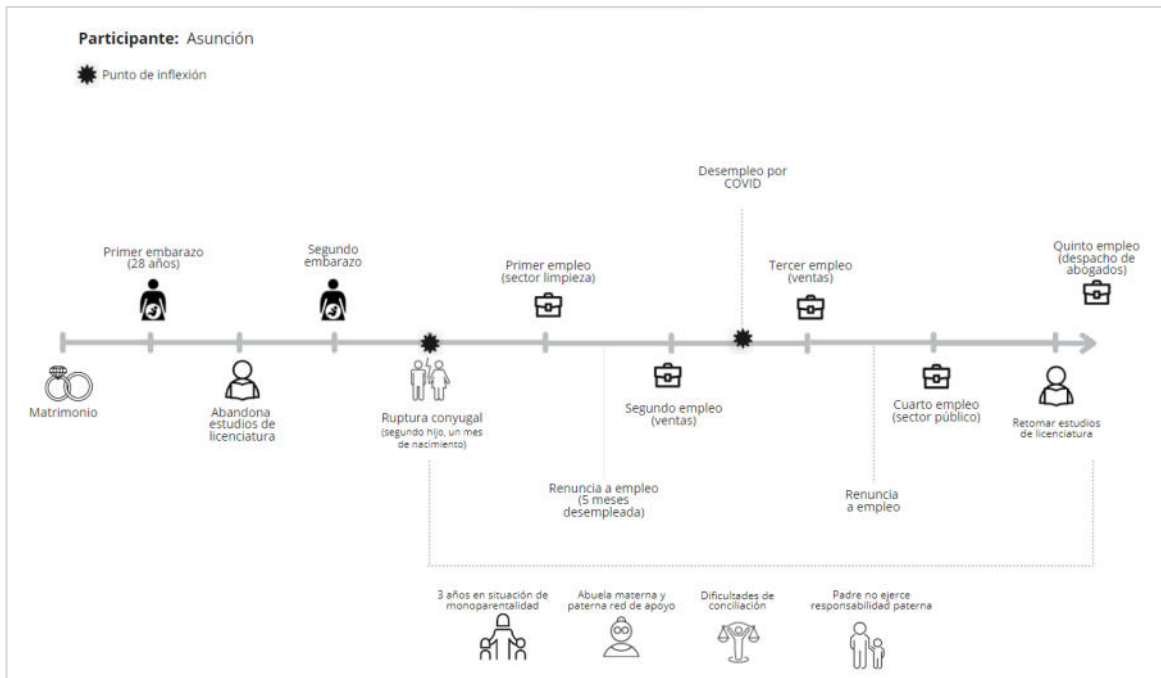 Participante: Asunción
Punto de inflexión
Desempleo por
COVID
Primer embarazo
(28 años)
Segundo
embarazo
Primer empleo
(sector limpieza)
Tercer empleo
(ventas)
Quinto empleo
(despacho de
abogados)
Matrimonio
Abandona
estudios de
licenciatura
Ruptura conyugal
(segundo hijo, un mes
de nacimiento)
Segundo empleo
(ventas)
Cuarto empleo
(sector público)
Retomar estudios
de licenciatura
Renuncia a empleo
(5 meses
desempleada)
Renuncia
a empleo
3 años en situación de
monoparentalidad
Abuela materna y
paterna red de apoyo
Dificultades de
conciliación
Padre no ejerce
responsabilidad paterna